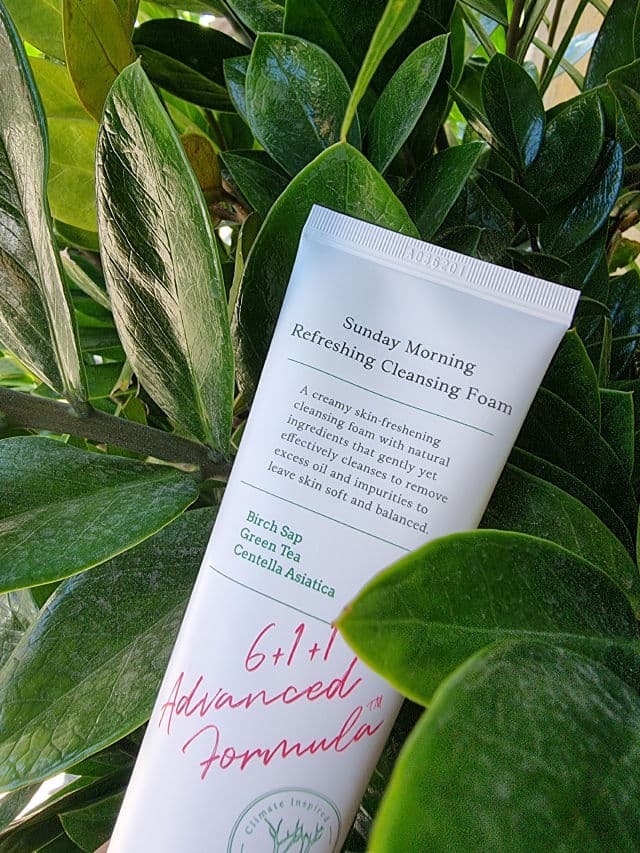 A035201
Sunday Morning
Refreshing Cleansing Foam
A creamy skin-freshening
cleansing foam with natural
ingredients that gently yet
effectively cleanses to remove
excess oil and impurities to
leave skin soft and balanced.
Birch Sap
Green Tea
Centella Asiatica
6+1+1
Advanced
Formula™
Climate Inspired